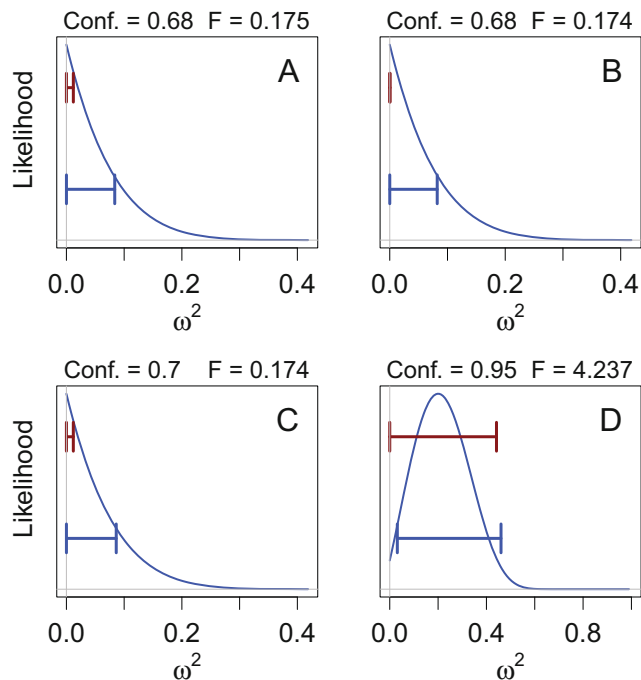 Conf. = 0.68 F = 0.175
A
Likelihood
0.0 0.2 0.4
ω²
Conf. = 0.68 F = 0.174
B
0.0 0.2 0.4
ω²
Conf. = 0.7 F = 0.174
C
Likelihood
0.0 0.2 0.4
ω²
Conf. = 0.95 F = 4.237
D
0.0 0.4 0.8
ω²